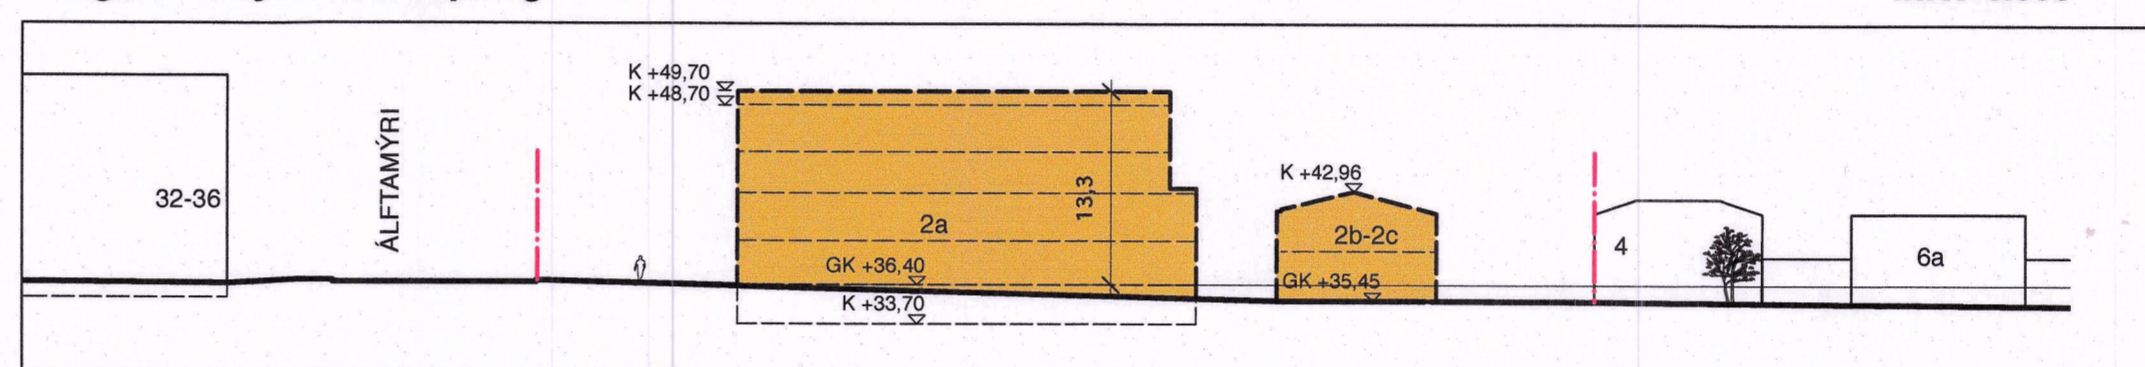 K +49,70
K +48,70
32-36
ÁLFTAMÝRI
13,3
2a
GK +36,40
K +33,70
K +42,96
2b-2c
GK +35,45
4
6a